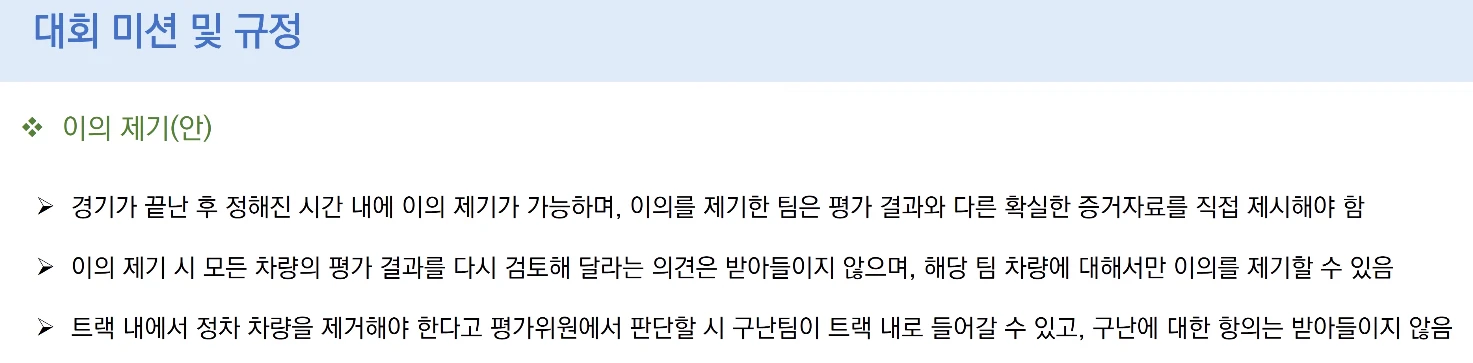 대회 미션 및 규정
❖ 이의 제기(안)
➢ 경기가 끝난 후 정해진 시간 내에 이의 제기가 가능하며, 이의를 제기한 팀은 평가 결과와 다른 확실한 증거자료를 직접 제시해야 함
➢ 이의 제기 시 모든 차량의 평가 결과를 다시 검토해 달라는 의견은 받아들이지 않으며, 해당 팀 차량에 대해서만 이의를 제기할 수 있음
➢ 트랙 내에서 정차 차량을 제거해야 한다고 평가위원에서 판단할 시 구난팀이 트랙 내로 들어갈 수 있고, 구난에 대한 항의는 받아들이지 않음